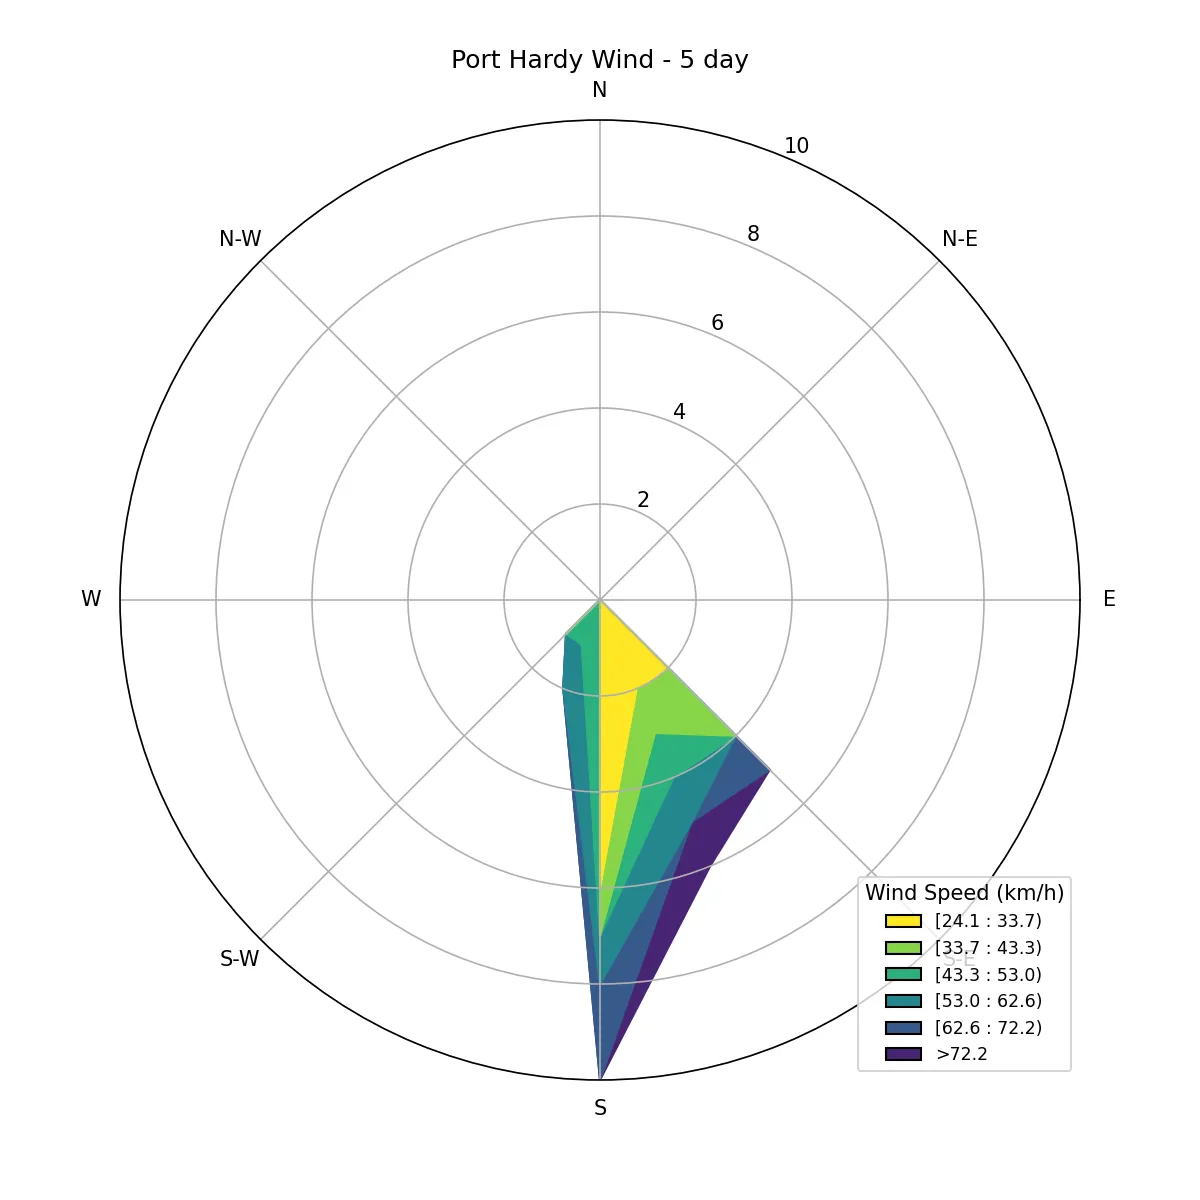 Port Hardy Wind - 5 day
N
10
N-W
N-E
8
6
4
2
W
E
Wind Speed (km/h)
[24.1 : 33.7)
[33.7 : 43.3)
S-W
S-E
[43.3 : 53.0)
[53.0 : 62.6)
[62.6 : 72.2)
>72.2
S